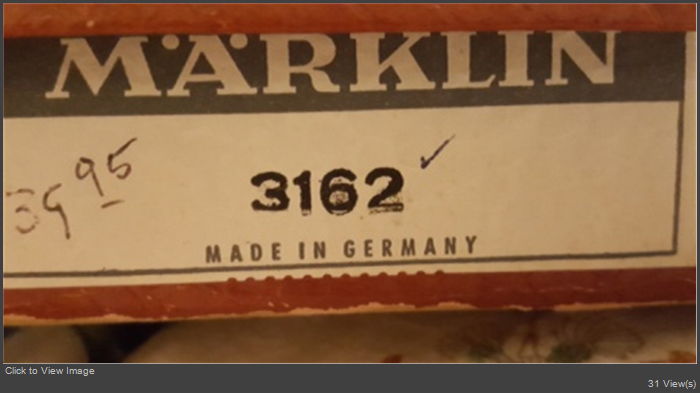 MÄRKLIN
39 95
3162 ✓
MADE IN GERMANY
Click to View Image
31 View(s)